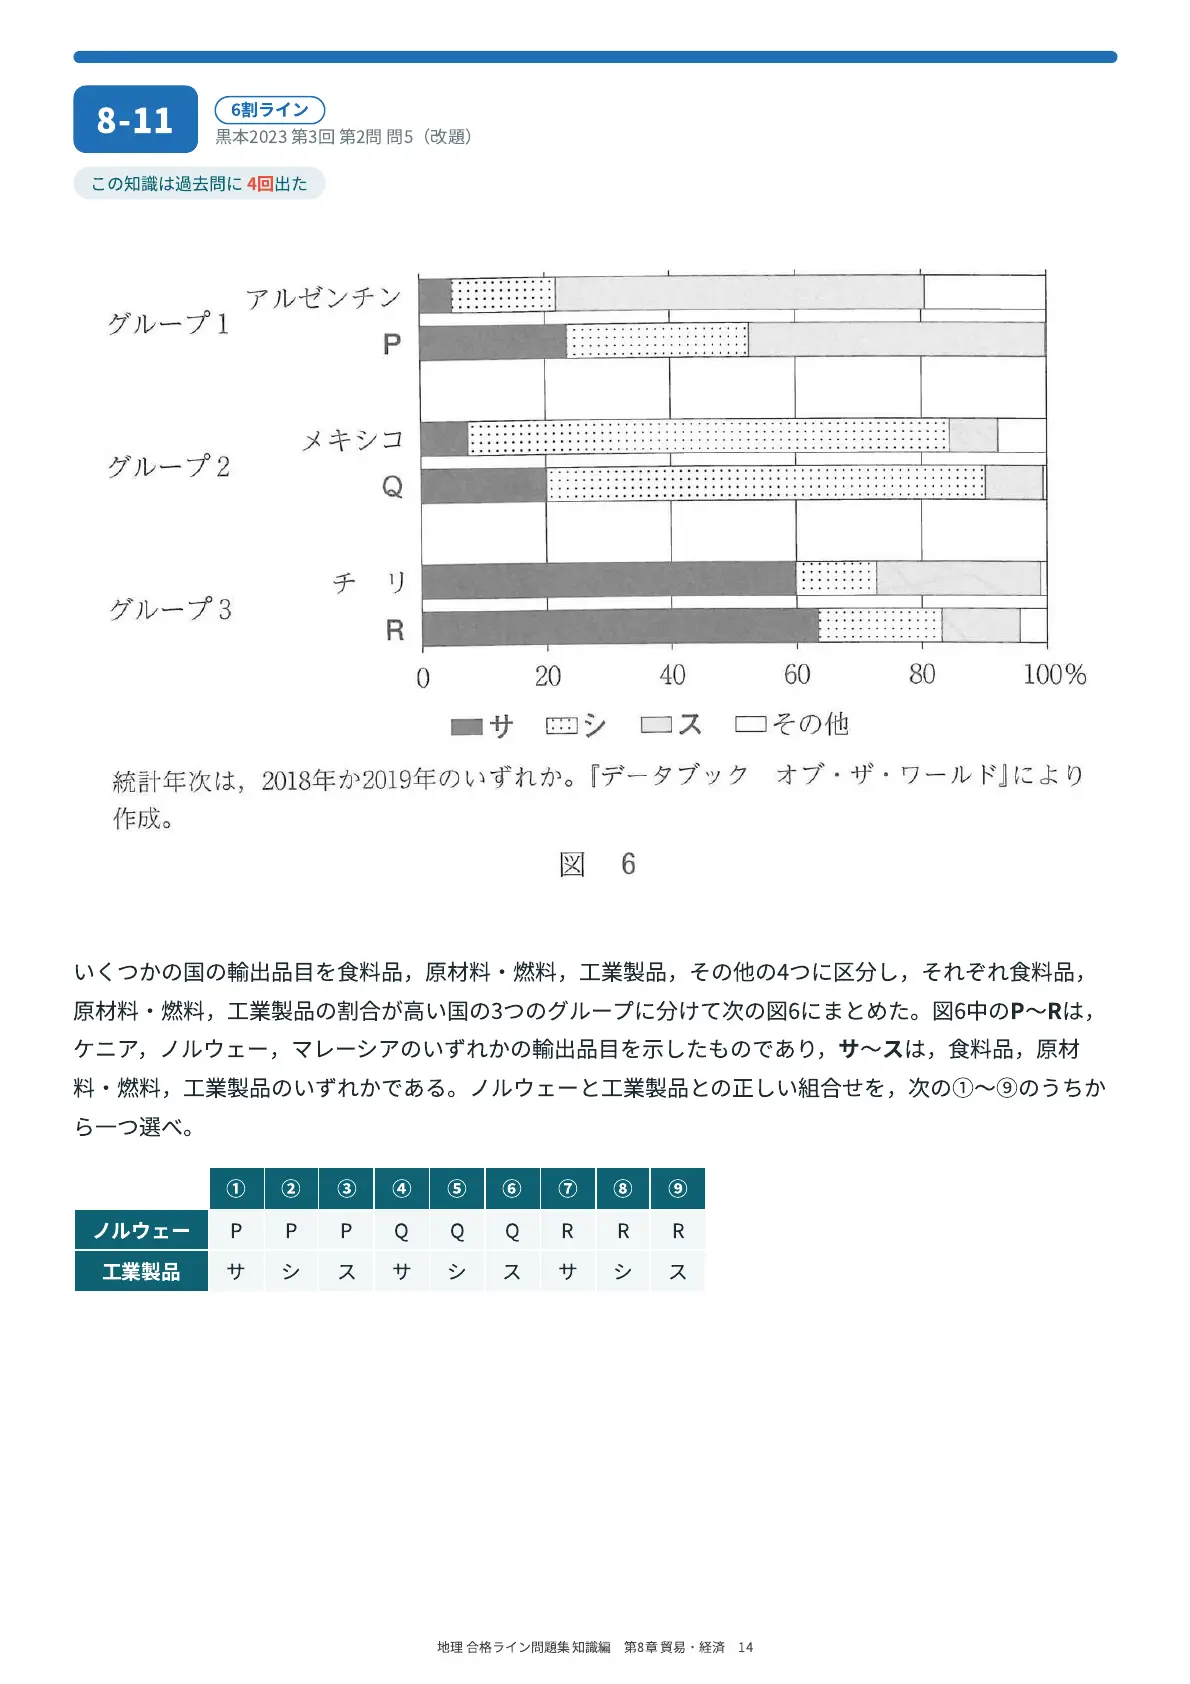 8-11
6割ライン
黒本2023 第3回 第2問 問5（改題）
この知識は過去問に 4回出た
グループ1
アルゼンチン
P
グループ2
メキシコ
Q
グループ3
チ リ
R
0 20 40 60 80 100%
サ シ ス その他
統計年次は，2018年か2019年のいずれか。『データブック オブ・ザ・ワールド』により
作成。
図 6
いくつかの国の輸出品目を食料品，原材料・燃料，工業製品，その他の4つに区分し，それぞれ食料品，
原材料・燃料，工業製品の割合が高い国の3つのグループに分けて次の図6にまとめた。図6中のP〜Rは，
ケニア，ノルウェー，マレーシアのいずれかの輸出品目を示したものであり，サ〜スは，食料品，原材
料・燃料，工業製品のいずれかである。ノルウェーと工業製品との正しい組合せを，次の①〜⑨のうちか
ら一つ選べ。
① ② ③ ④ ⑤ ⑥ ⑦ ⑧ ⑨
ノルウェー P P P Q Q Q R R R
工業製品 サ シ ス サ シ ス サ シ ス
地理 合格ライン問題集 知識編 第8章 貿易・経済 14